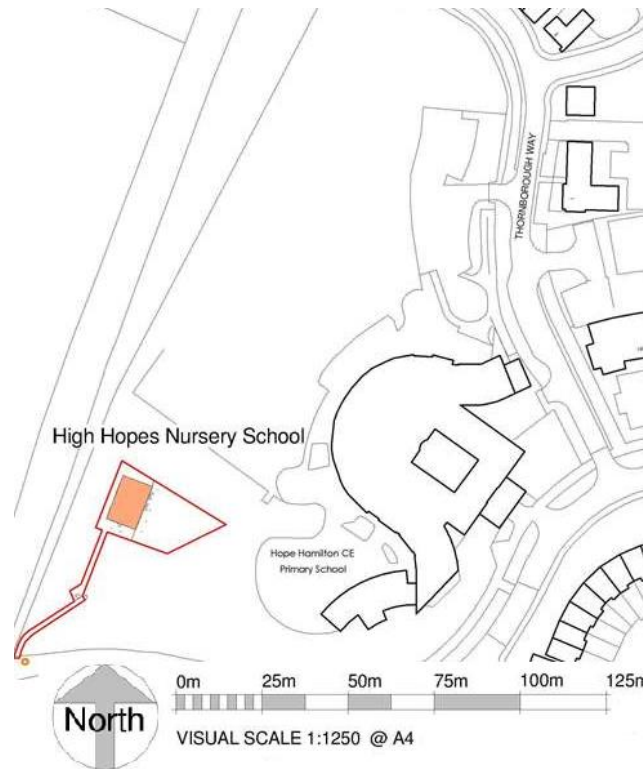 THORNBOROUGH WAY
High Hopes Nursery School
Hope Hamilton CE
Primary School
0m 25m 50m 75m 100m 125m
North
VISUAL SCALE 1:1250 @ A4